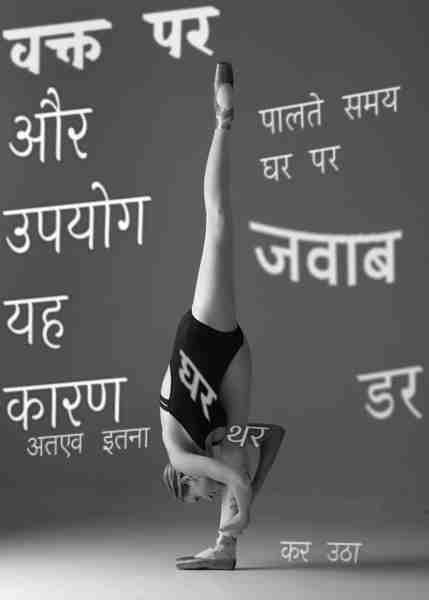 वक्त पर
और
उपयोग
यह
कारण
अतएव इतना
पालते समय
घर पर
जवाब
घर
डर
थर
कर उठा